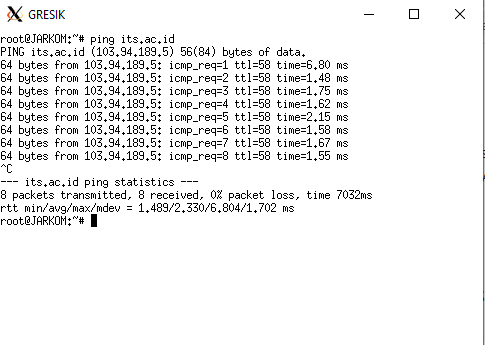 GRESIK
root@JARKOM:~# ping its.ac.id
PING its.ac.id (103.94.189.5) 56(84) bytes of data.
64 bytes from 103.94.189.5: icmp_req=1 ttl=58 time=6.80 ms
64 bytes from 103.94.189.5: icmp_req=2 ttl=58 time=1.48 ms
64 bytes from 103.94.189.5: icmp_req=3 ttl=58 time=1.75 ms
64 bytes from 103.94.189.5: icmp_req=4 ttl=58 time=1.62 ms
64 bytes from 103.94.189.5: icmp_req=5 ttl=58 time=2.15 ms
64 bytes from 103.94.189.5: icmp_req=6 ttl=58 time=1.58 ms
64 bytes from 103.94.189.5: icmp_req=7 ttl=58 time=1.67 ms
64 bytes from 103.94.189.5: icmp_req=8 ttl=58 time=1.55 ms
^C
--- its.ac.id ping statistics ---
8 packets transmitted, 8 received, 0% packet loss, time 7032ms
rtt min/avg/max/mdev = 1.489/2.330/6.804/1.702 ms
root@JARKOM:~#